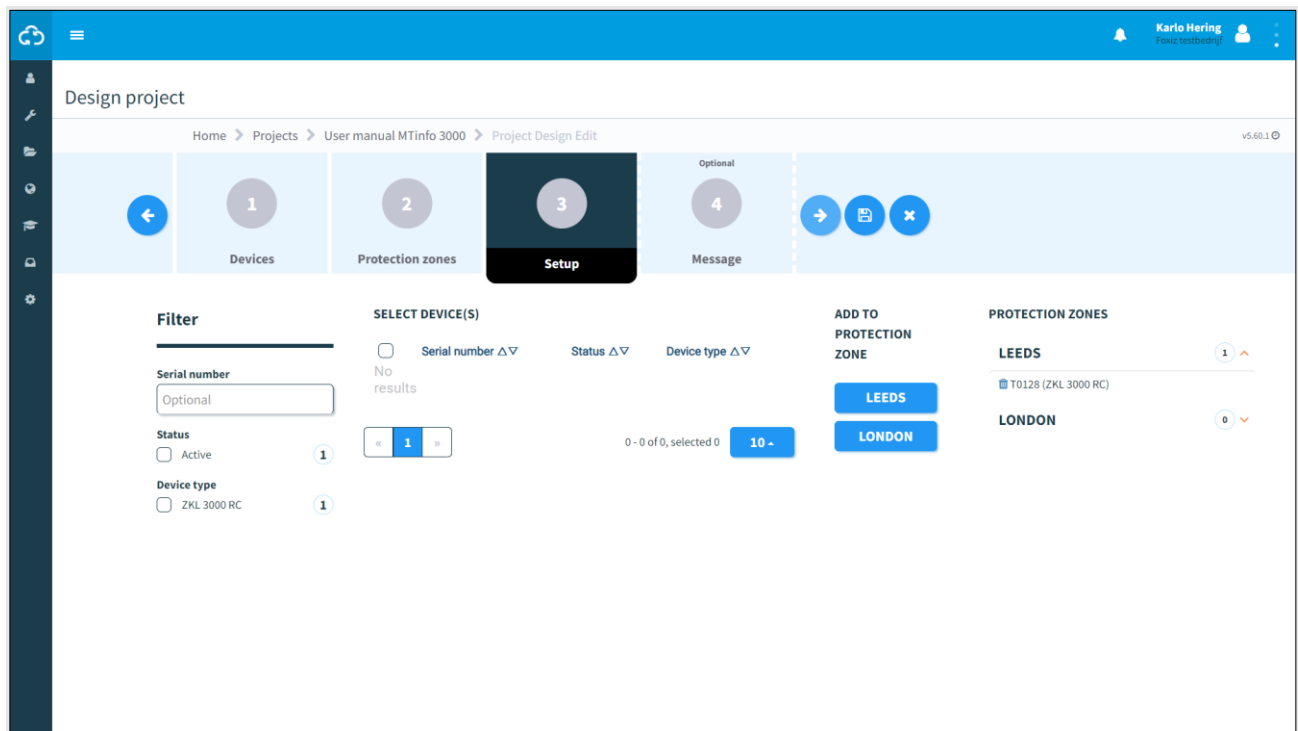 Karlo Hering
Foxiz testbedrijf
Design project
Home Projects User manual MTinfo 3000 Project Design Edit
v5.60.1
Optional
1 2 3 4
Devices Protection zones Setup Message
Filter
Serial number
Optional
Status
Active 1
Device type
ZKL 3000 RC 1
SELECT DEVICE(S)
Serial number Status Device type
No
results
« 1 »
0 - 0 of 0, selected 0
10
ADD TO
PROTECTION
ZONE
LEEDS
LONDON
PROTECTION ZONES
LEEDS 1
T0128 (ZKL 3000 RC)
LONDON 0